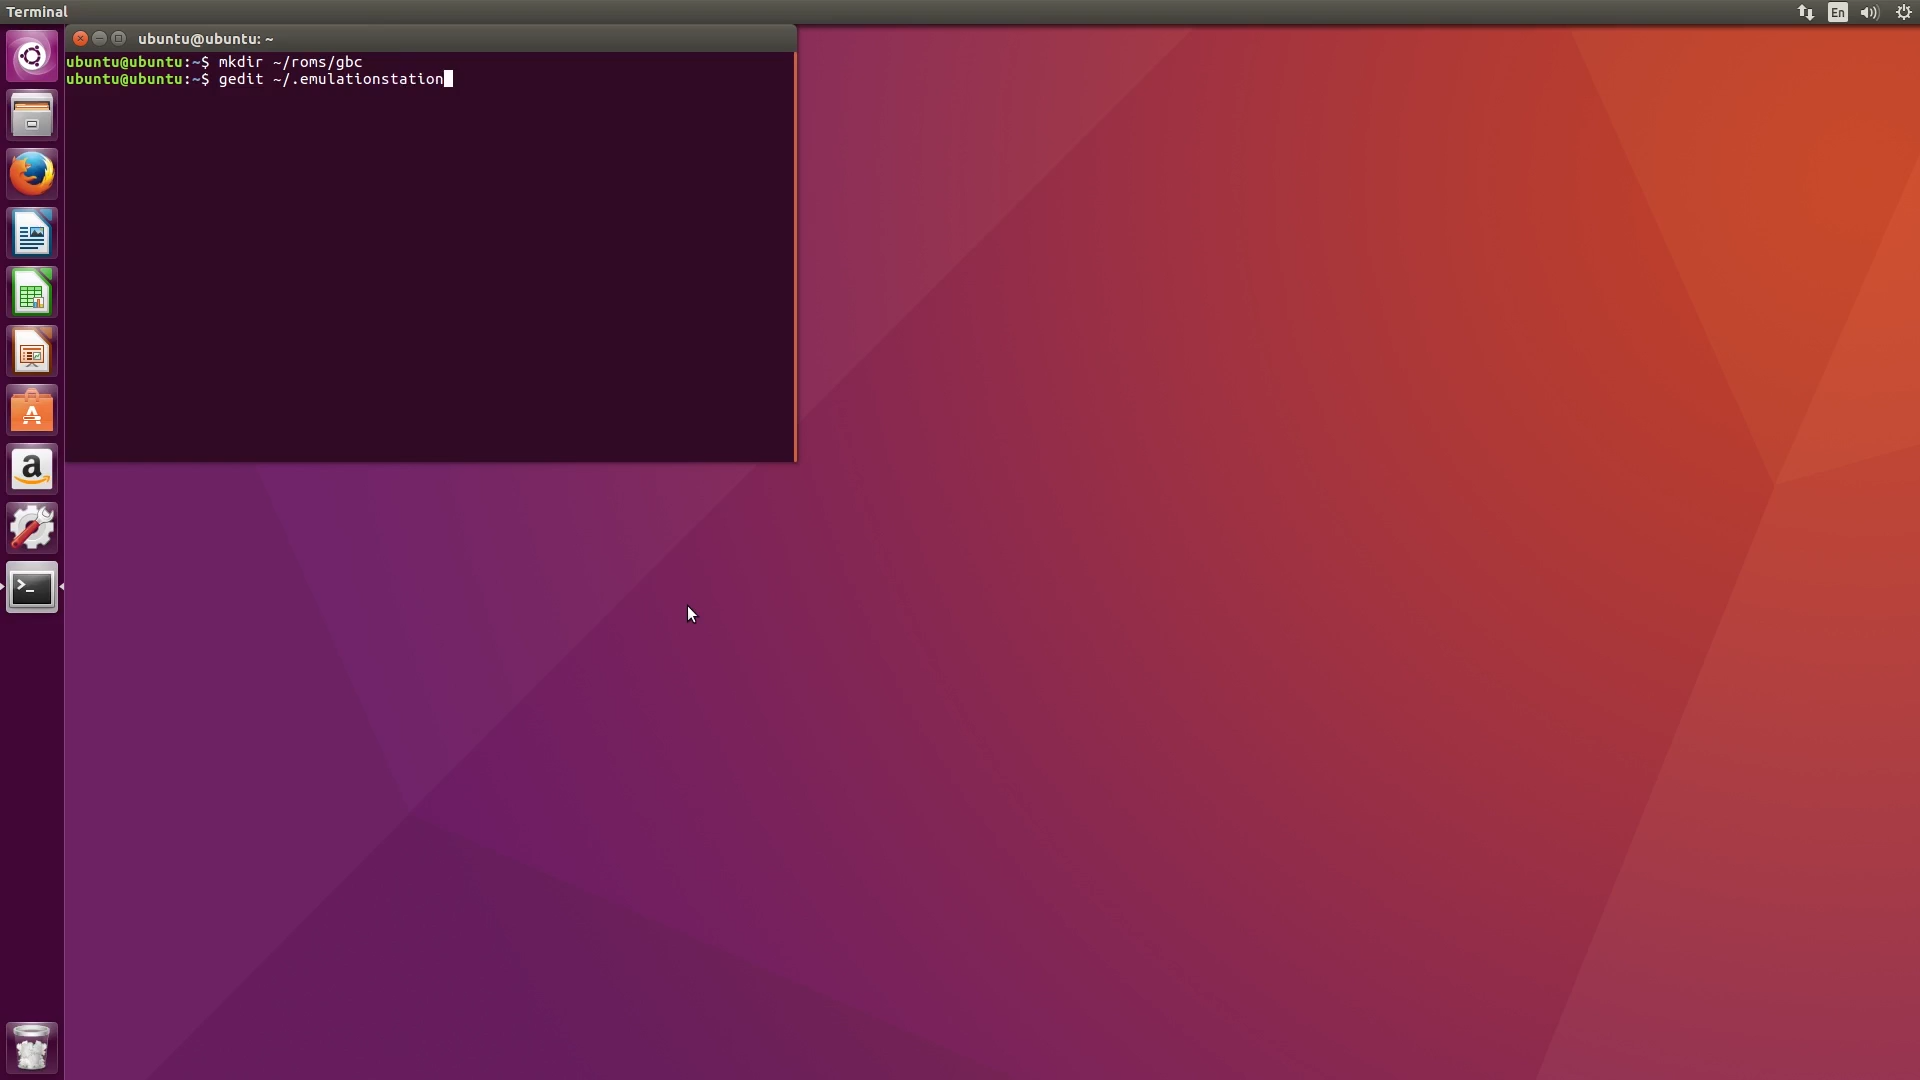 Terminal
En
ubuntu@ubuntu: ~
ubuntu@ubuntu:~$ mkdir ~/roms/gbc
ubuntu@ubuntu:~$ gedit ~/.emulationstation